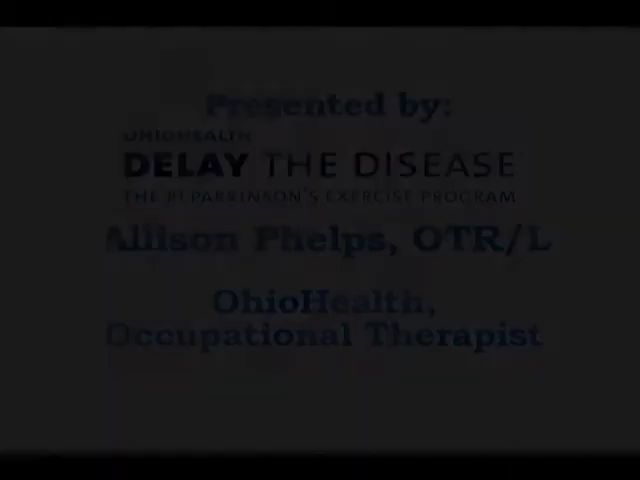 Presented by:
OHIOHEALTH
DELAY THE DISEASE
THE #1 PARKINSON'S EXERCISE PROGRAM
Allison Phelps, OTR/L
OhioHealth,
Occupational Therapist